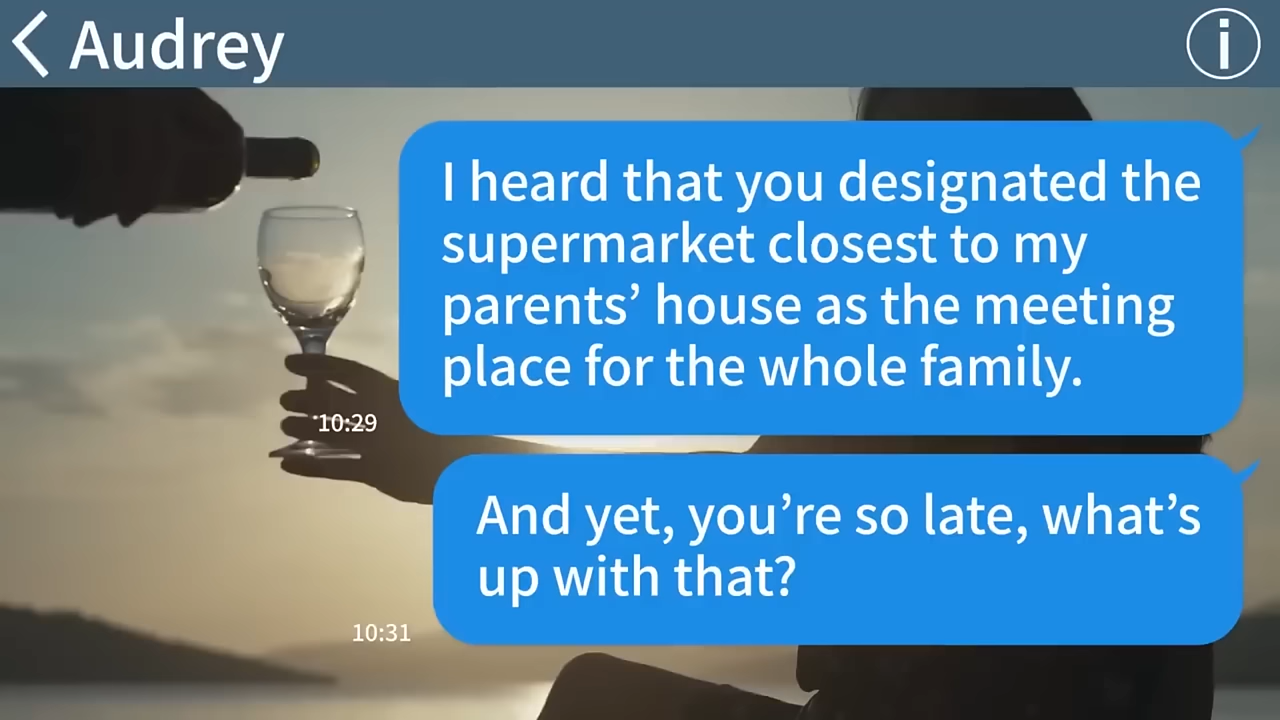 Audrey
I heard that you designated the
supermarket closest to my
parents’ house as the meeting
place for the whole family.
10:29
And yet, you’re so late, what’s
up with that?
10:31